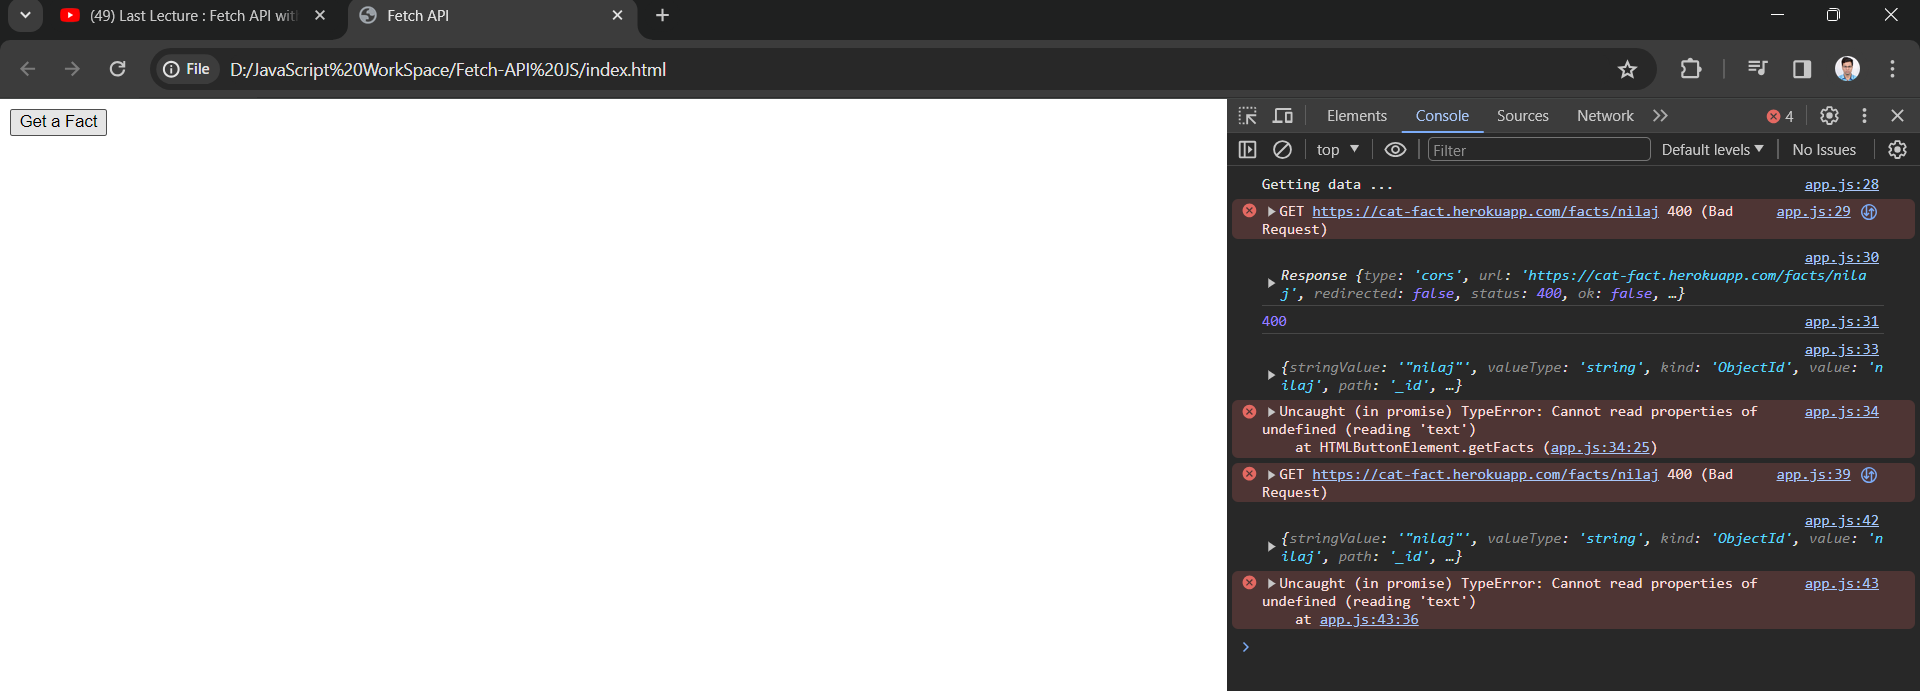 (49) Last Lecture : Fetch API wit
Fetch API
File
D:/JavaScript%20WorkSpace/Fetch-API%20JS/index.html
Get a Fact
Elements Console Sources Network 4
top Filter Default levels No Issues
Getting data ... app.js:28
GET https://cat-fact.herokuapp.com/facts/nilaj 400 (Bad app.js:29
Request)
app.js:30
Response {type: 'cors', url: 'https://cat-fact.herokuapp.com/facts/nila
j', redirected: false, status: 400, ok: false, …}
400 app.js:31
app.js:33
{stringValue: '"nilaj"', valueType: 'string', kind: 'ObjectId', value: 'n
ilaj', path: '_id', …}
Uncaught (in promise) TypeError: Cannot read properties of app.js:34
undefined (reading 'text')
at HTMLButtonElement.getFacts (app.js:34:25)
GET https://cat-fact.herokuapp.com/facts/nilaj 400 (Bad app.js:39
Request)
app.js:42
{stringValue: '"nilaj"', valueType: 'string', kind: 'ObjectId', value: 'n
ilaj', path: '_id', …}
Uncaught (in promise) TypeError: Cannot read properties of app.js:43
undefined (reading 'text')
at app.js:43:36